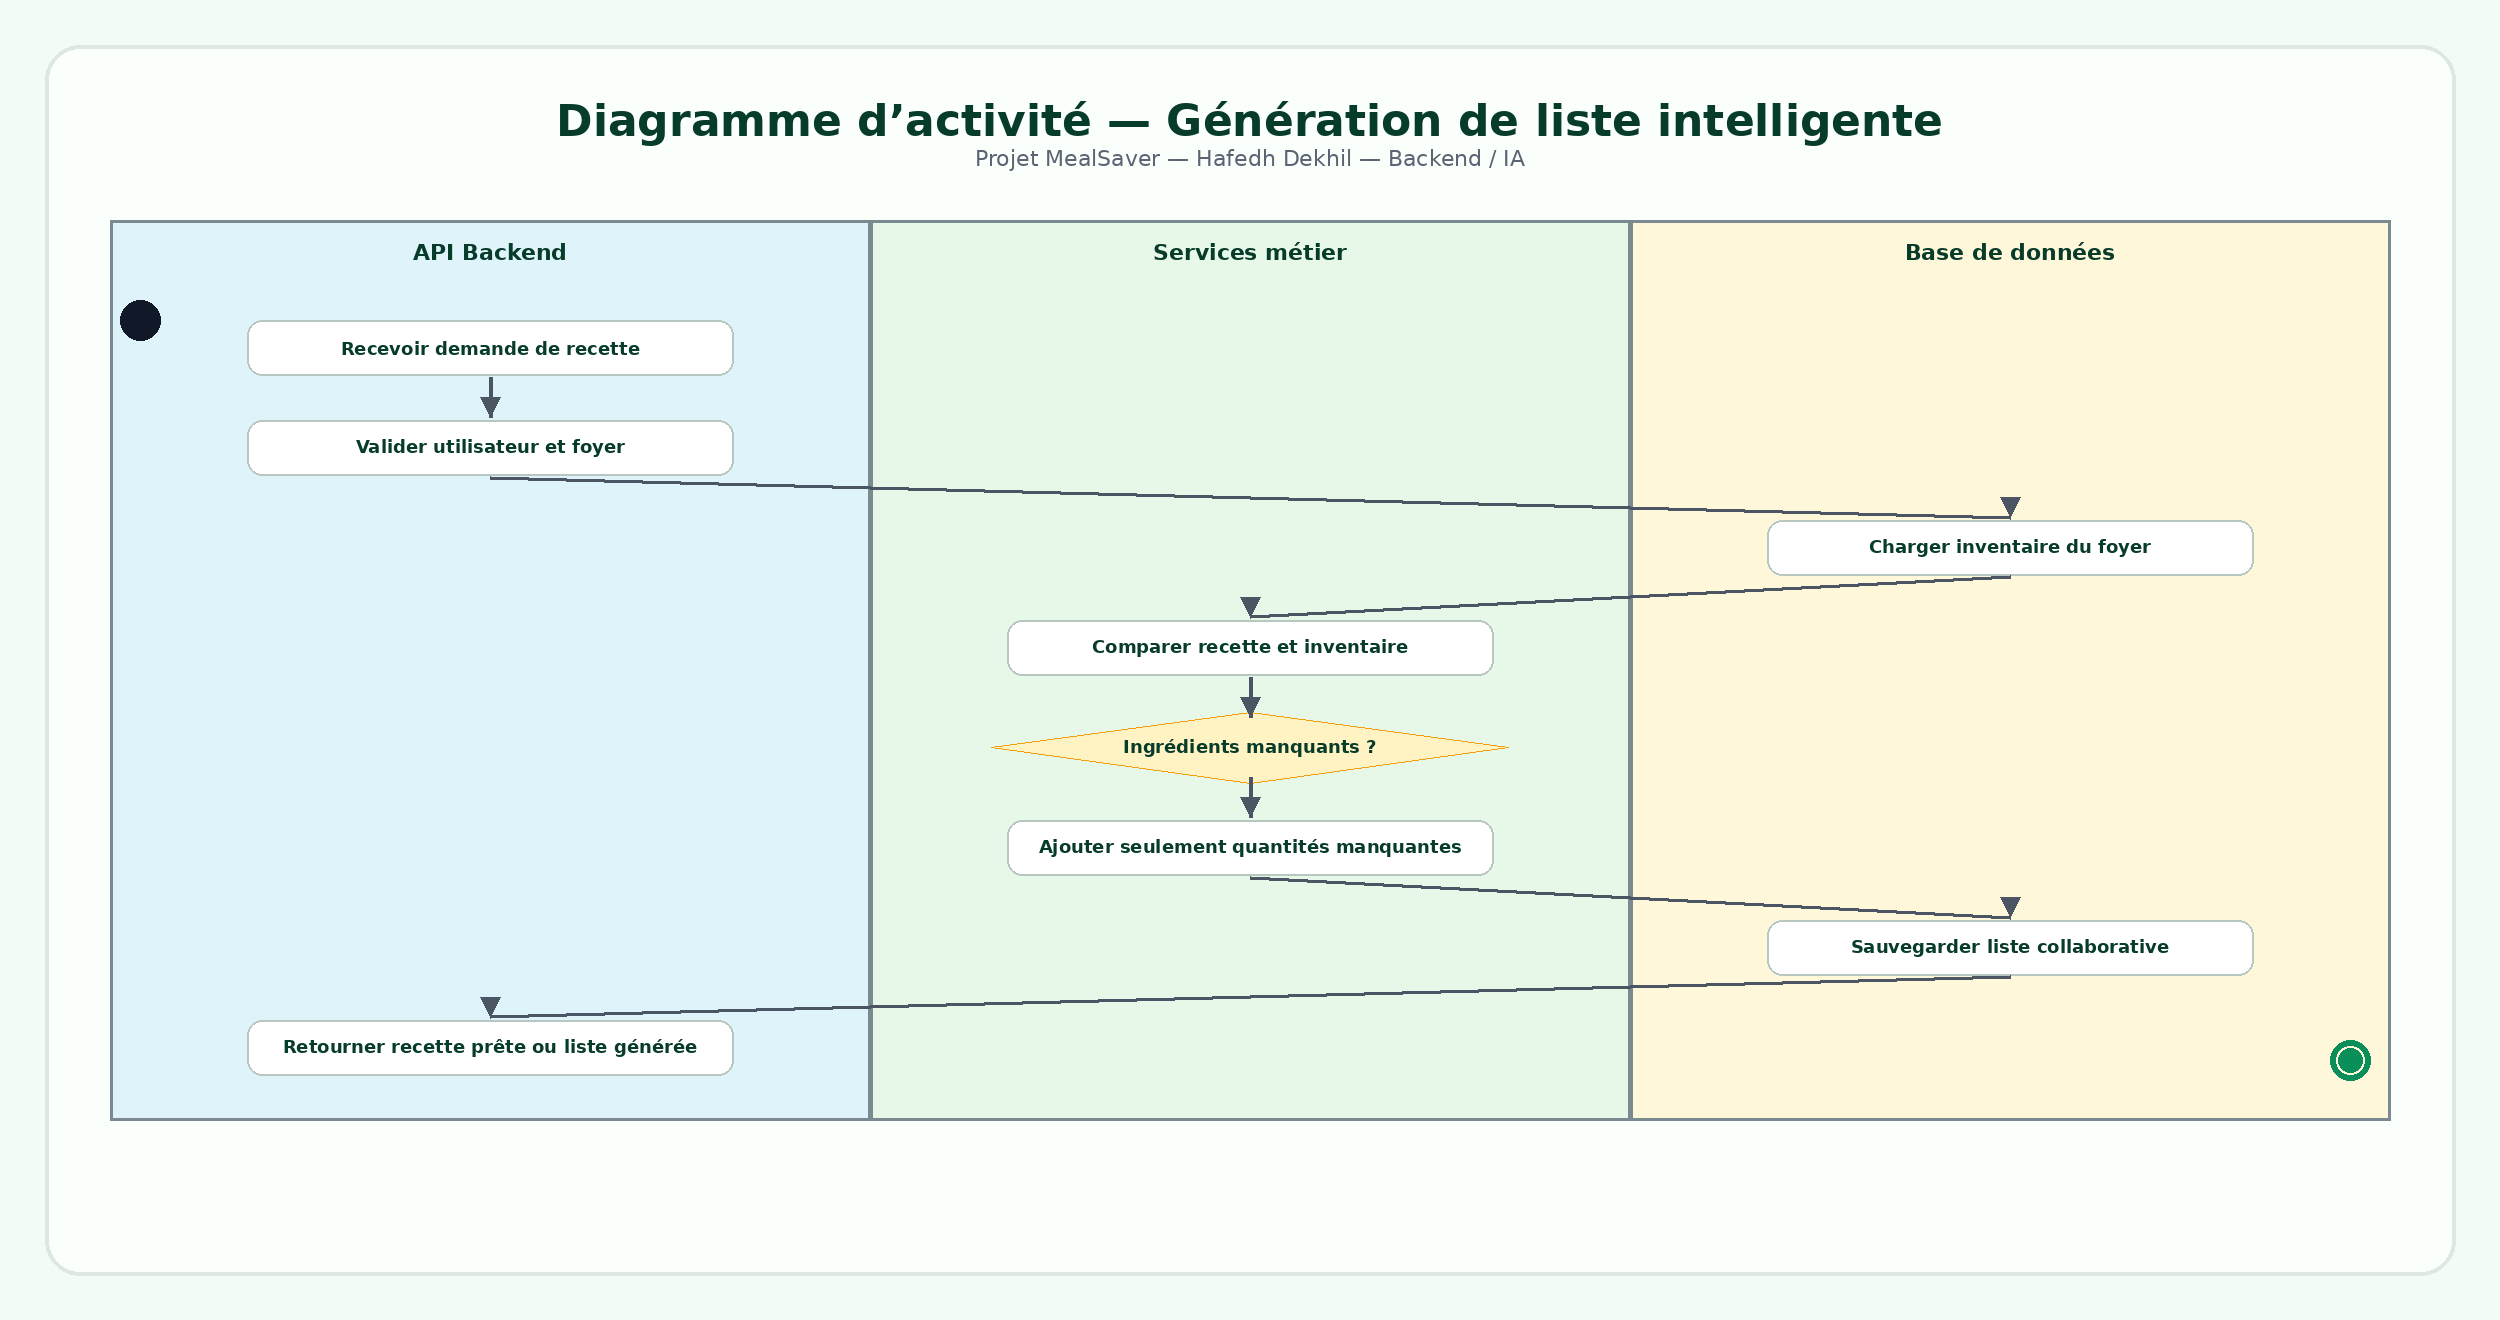 Diagramme d’activité — Génération de liste intelligente
Projet MealSaver — Hafedh Dekhil — Backend / IA
API Backend
Services métier
Base de données
Recevoir demande de recette
Valider utilisateur et foyer
Charger inventaire du foyer
Comparer recette et inventaire
Ingrédients manquants ?
Ajouter seulement quantités manquantes
Sauvegarder liste collaborative
Retourner recette prête ou liste générée